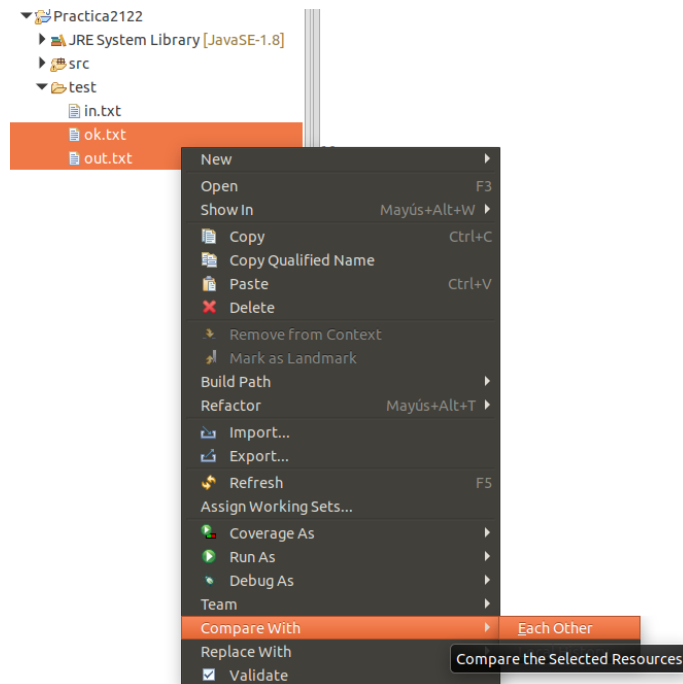 Practica2122
JRE System Library [JavaSE-1.8]
src
test
in.txt
ok.txt
out.txt
New
Open F3
Show In Mayús+Alt+W
Copy Ctrl+C
Copy Qualified Name
Paste Ctrl+V
Delete
Remove from Context
Mark as Landmark
Build Path
Refactor Mayús+Alt+T
Import...
Export...
Refresh F5
Assign Working Sets...
Coverage As
Run As
Debug As
Team
Compare With Each Other
Replace With
Compare the Selected Resources
Validate